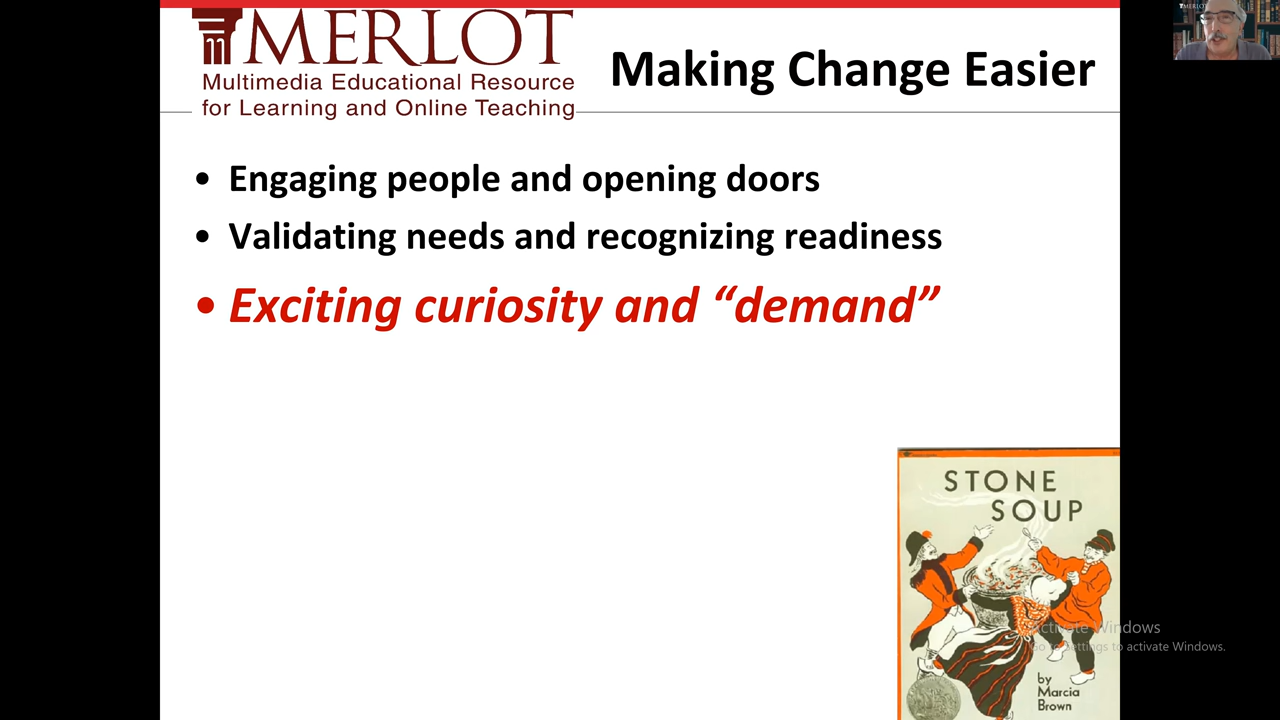 MERLOT
Multimedia Educational Resource
for Learning and Online Teaching
Making Change Easier
• Engaging people and opening doors
• Validating needs and recognizing readiness
• Exciting curiosity and “demand”
STONE
SOUP
by
Marcia
Brown
Activate Windows
Go to Settings to activate Windows.
MERLOT